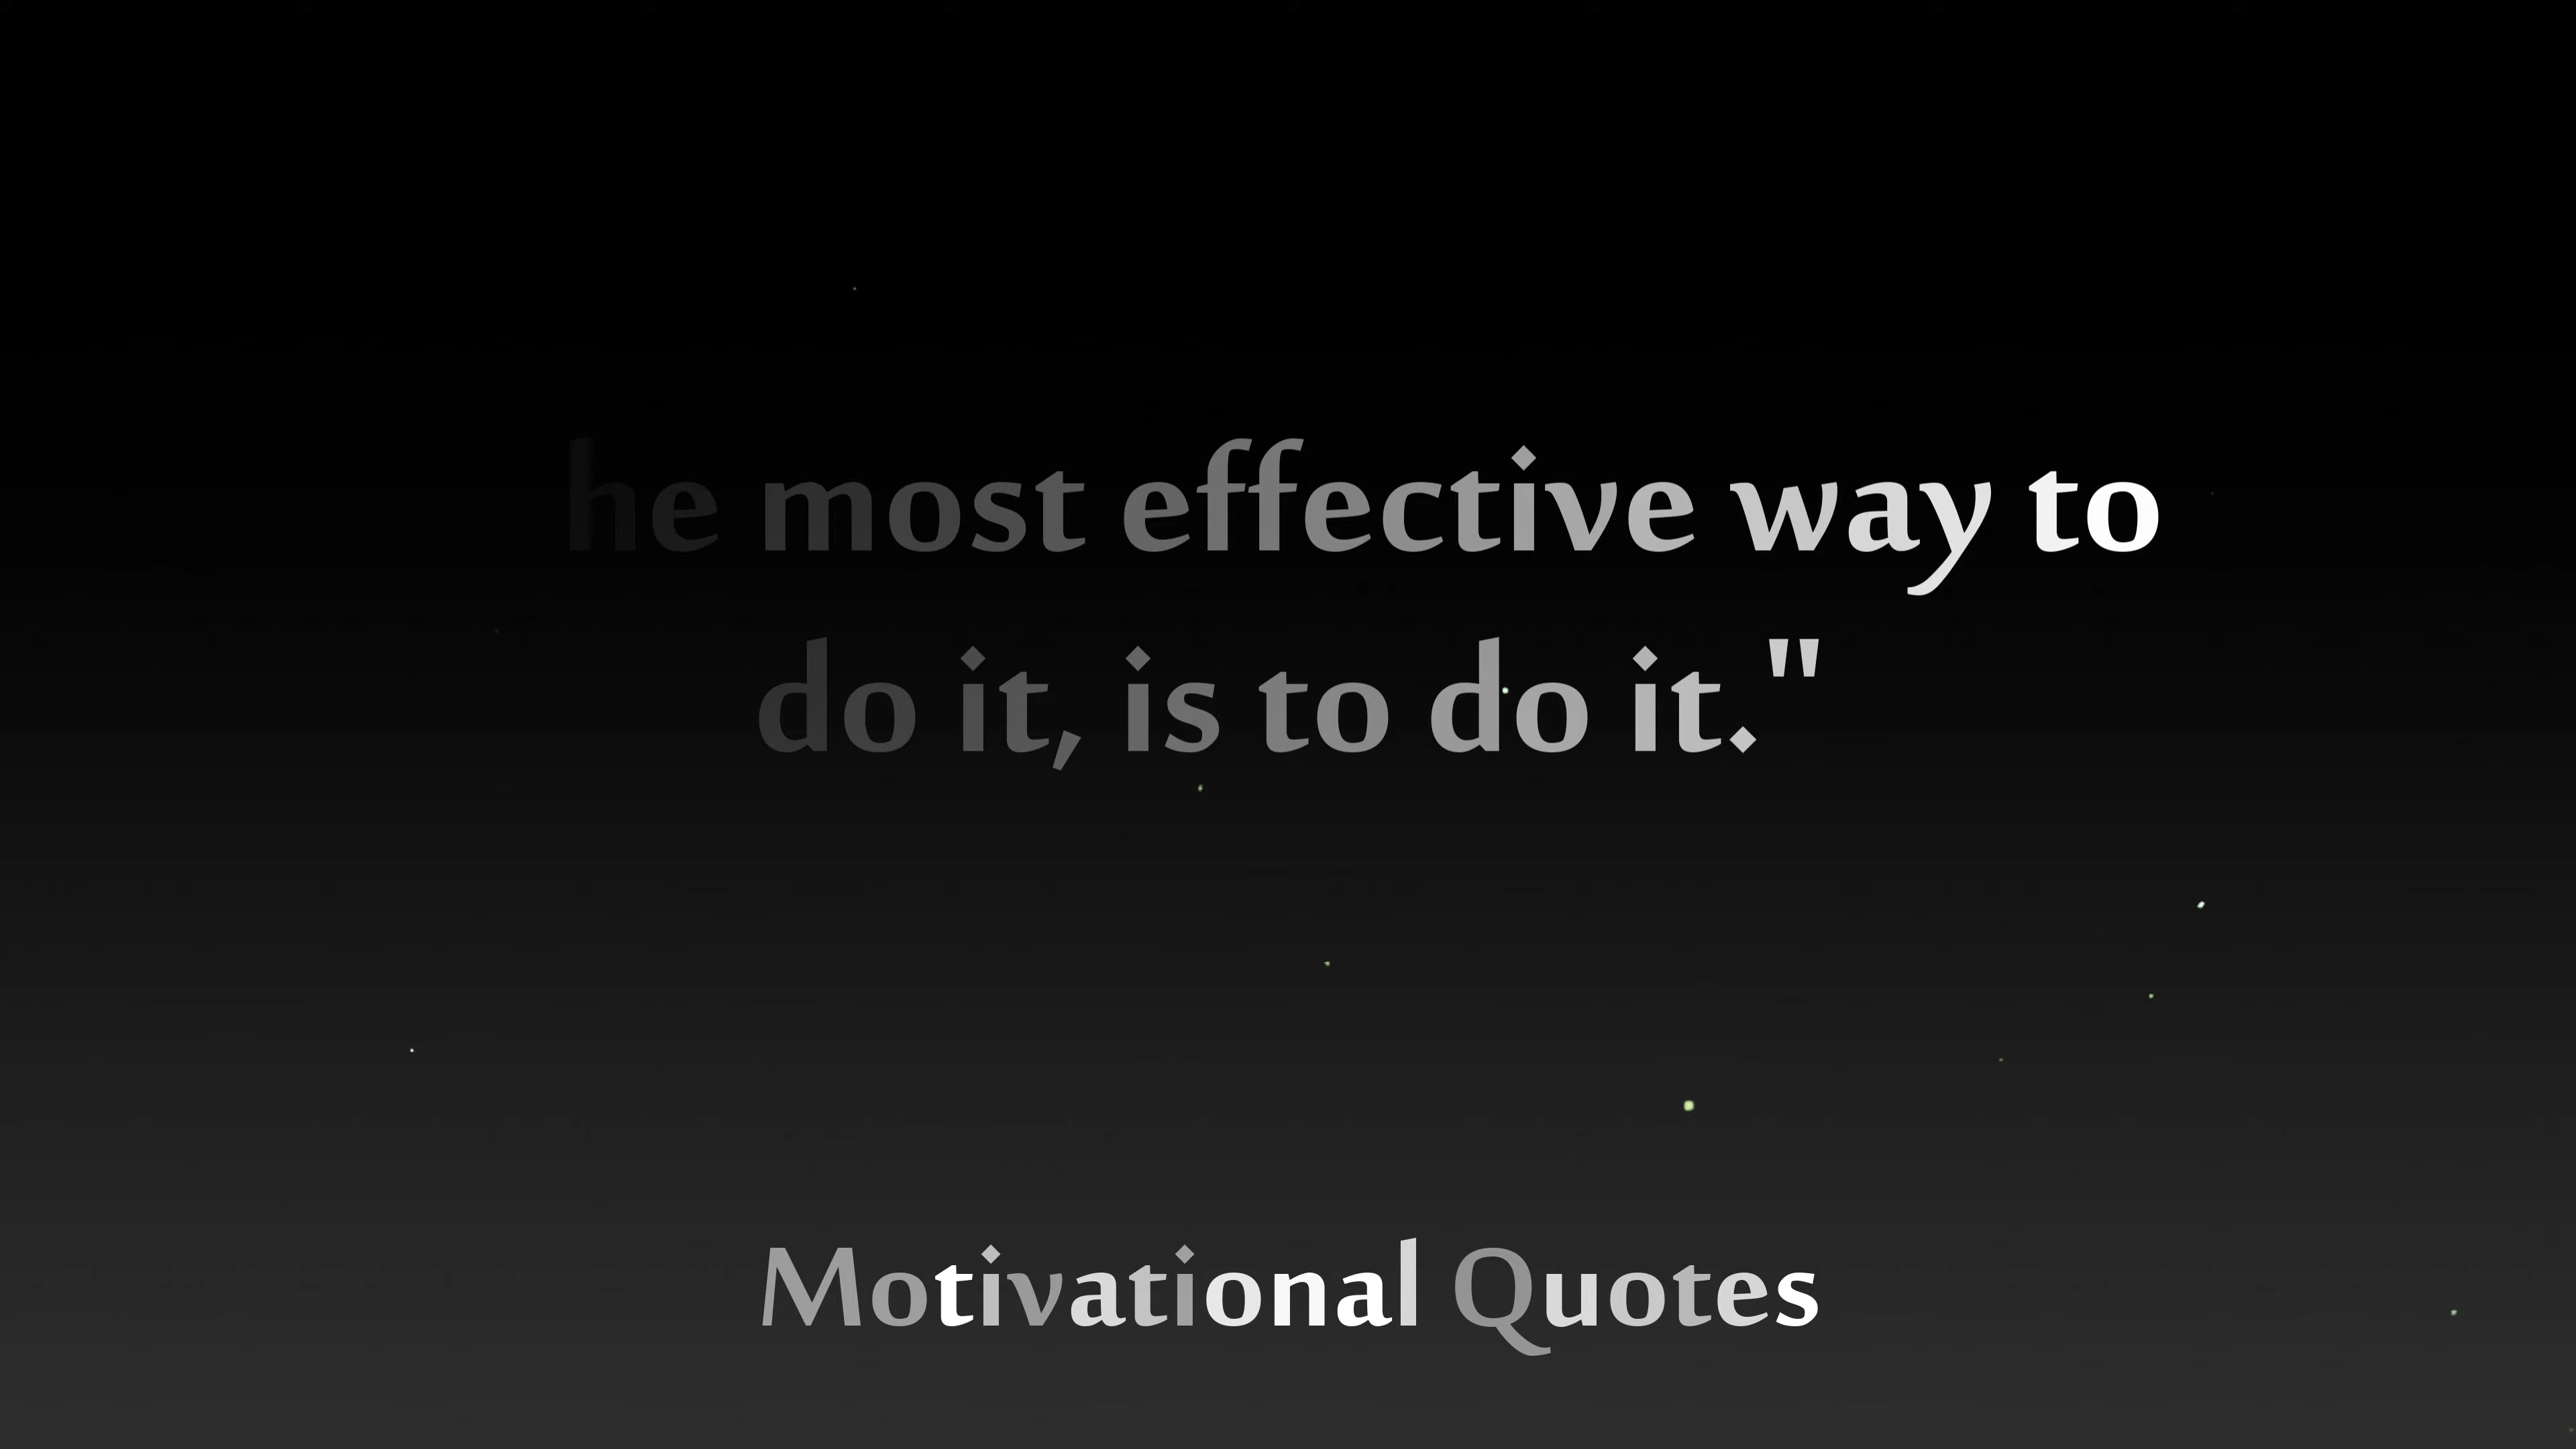 he most effective way to
do it, is to do it."
Motivational Quotes